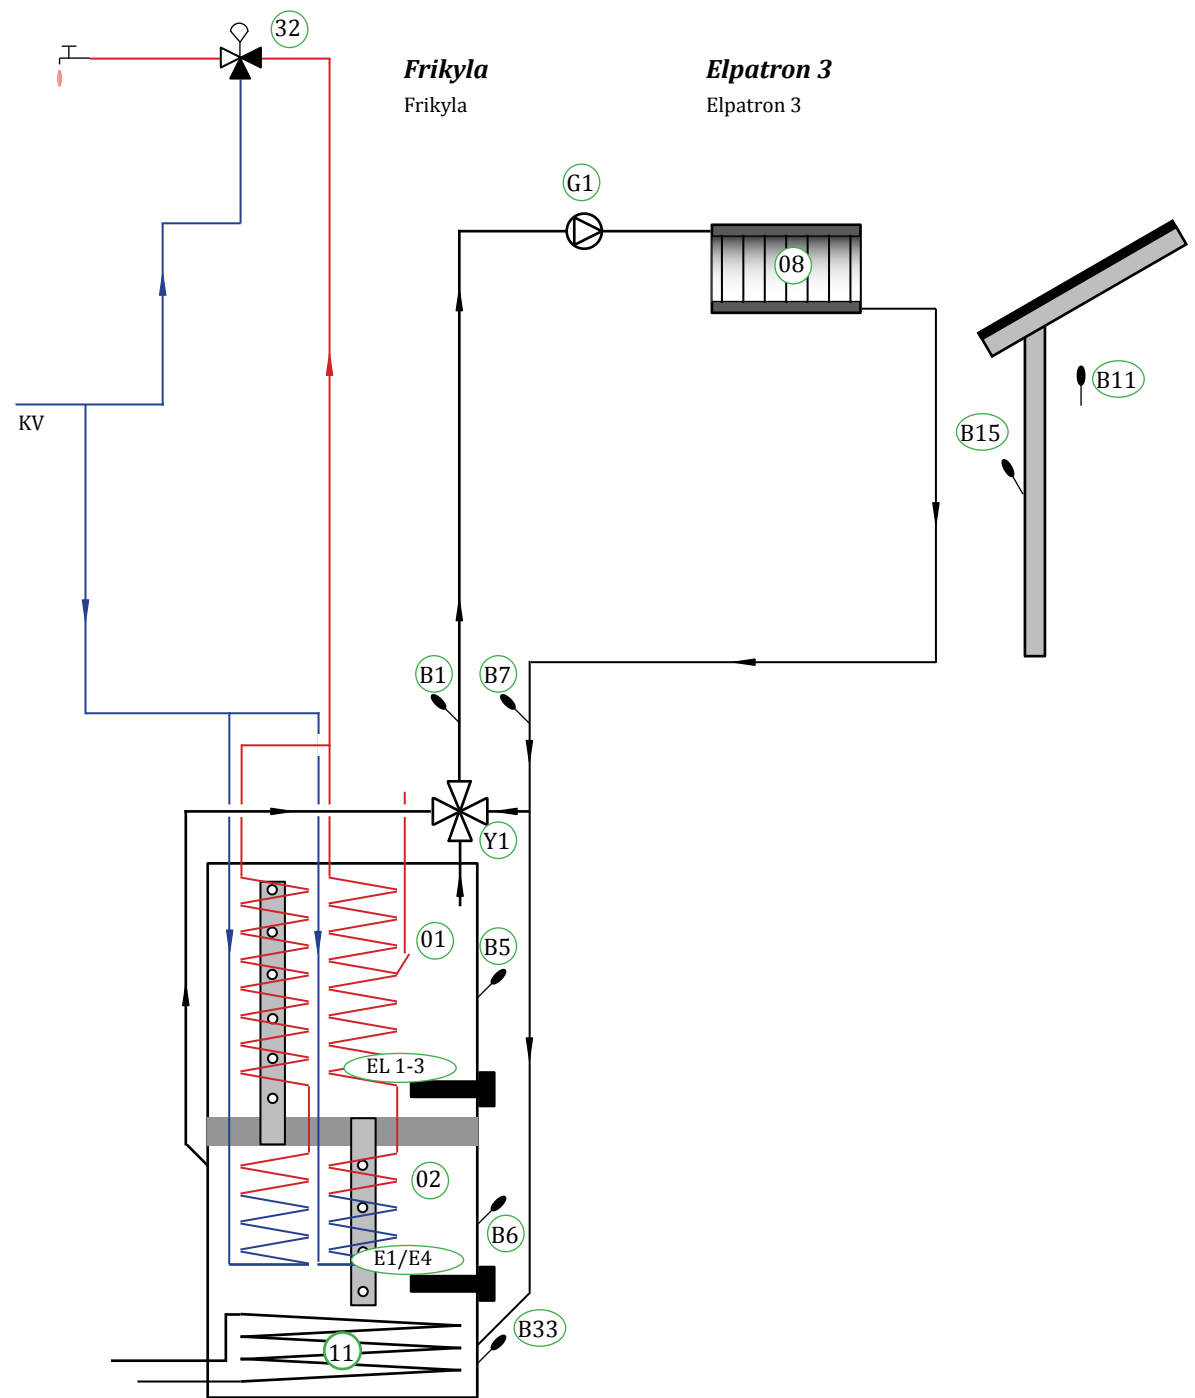 32
Frikyla
Elpatron 3
Frikyla
Elpatron 3
G1
08
B11
KV
B15
B1
B7
Y1
01
B5
EL 1-3
02
B6
E1/E4
B33
11